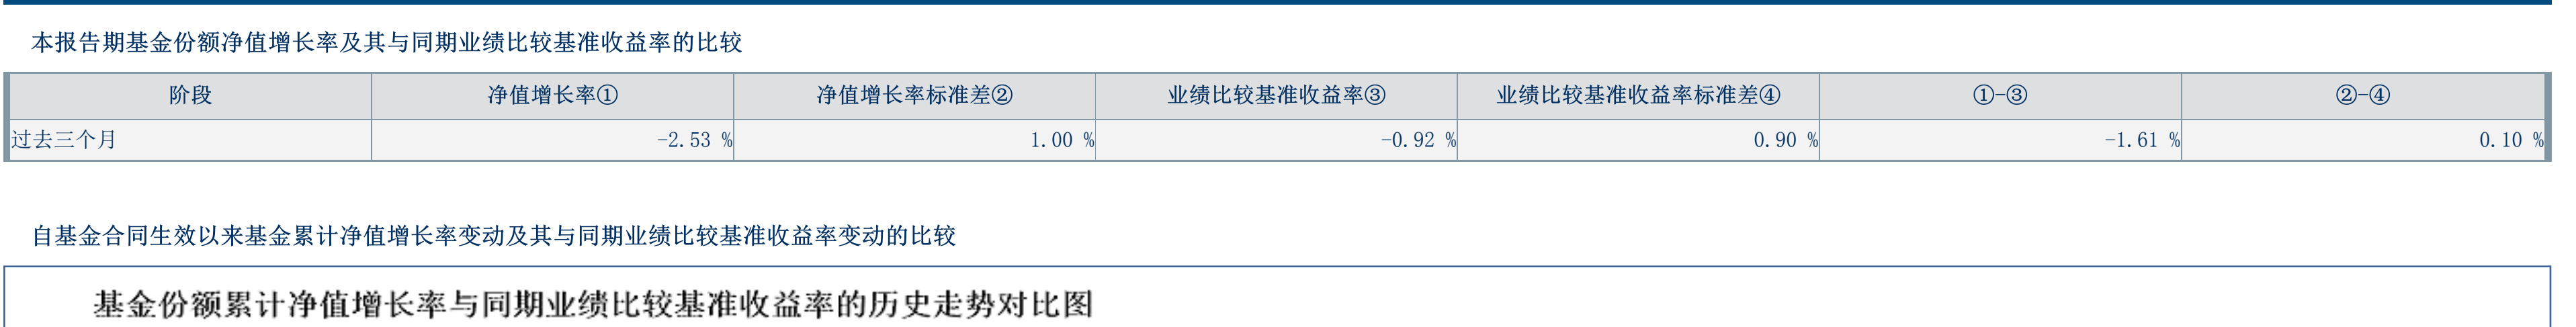 本报告期基金份额净值增长率及其与同期业绩比较基准收益率的比较
阶段 净值增长率① 净值增长率标准差② 业绩比较基准收益率③ 业绩比较基准收益率标准差④ ①-③ ②-④
过去三个月 -2.53 % 1.00 % -0.92 % 0.90 % -1.61 % 0.10 %
自基金合同生效以来基金累计净值增长率变动及其与同期业绩比较基准收益率变动的比较
基金份额累计净值增长率与同期业绩比较基准收益率的历史走势对比图